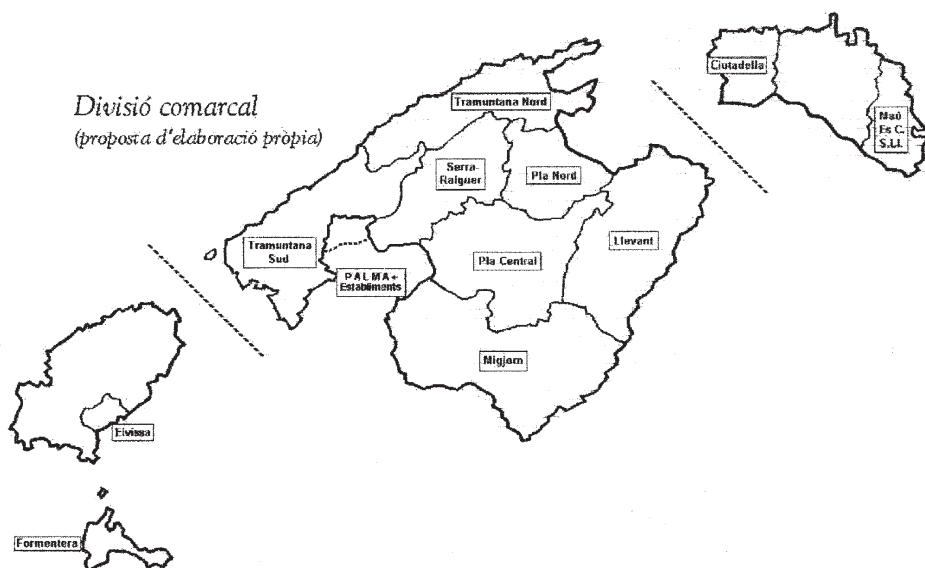 Divisió comarcal
(proposta d'elaboració pròpia)
Ciutadella
Maó
Es C.
S.Ll.
Tramuntana Nord
Serra-
Raiguer
Pla Nord
Llevant
Tramuntana
Sud
Pla Central
PALMA+
Establiments
Migjorn
Eivissa
Formentera